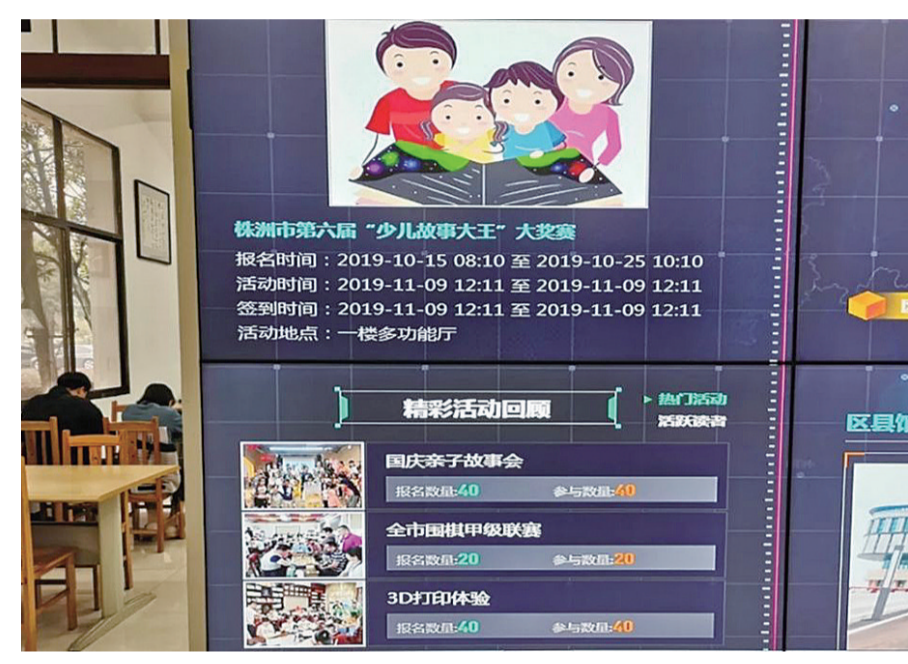 株洲市第六届“少儿故事大王”大奖赛
报名时间：2019-10-15 08:10 至 2019-10-25 10:10
活动时间：2019-11-09 12:11 至 2019-11-09 12:11
签到时间：2019-11-09 12:11 至 2019-11-09 12:11
活动地点：一楼多功能厅
精彩活动回顾
热门活动
活跃读者
国庆亲子故事会
报名数量:40 参与数量:40
全市围棋甲级联赛
报名数量:20 参与数量:20
3D打印体验
报名数量:40 参与数量:40
区县